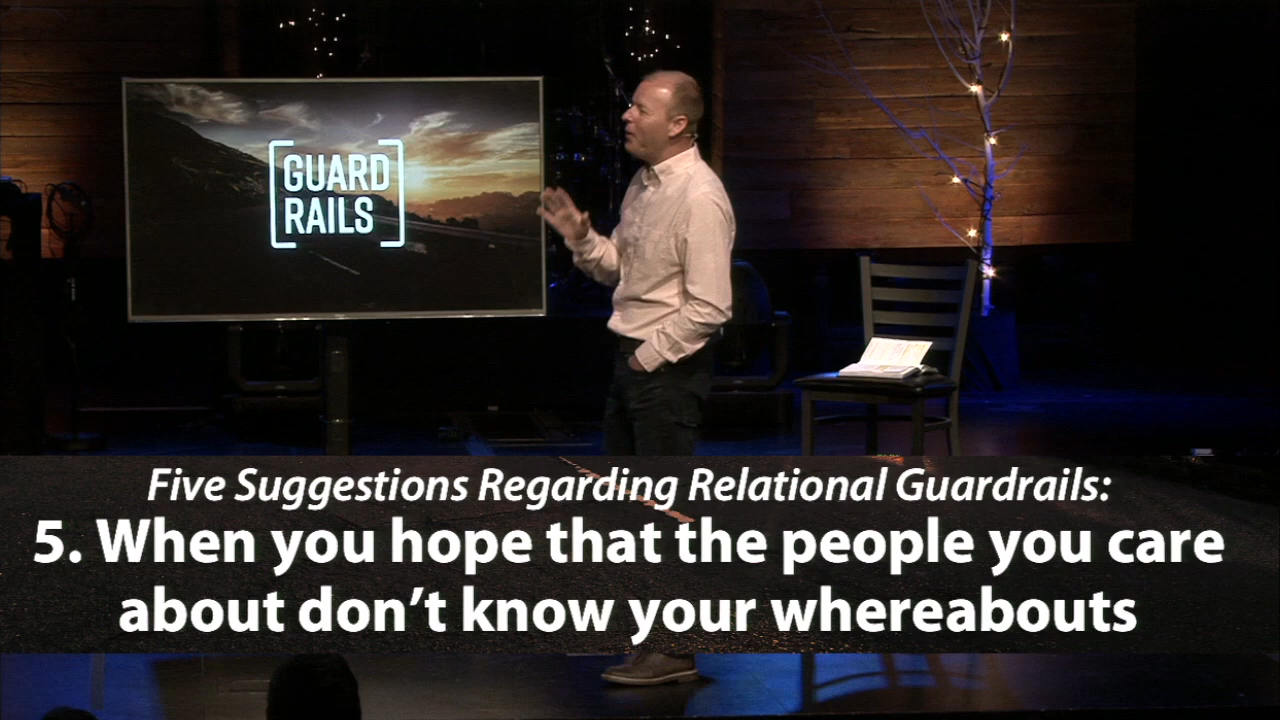 GUARD
RAILS
Five Suggestions Regarding Relational Guardrails:
5. When you hope that the people you care
about don’t know your whereabouts